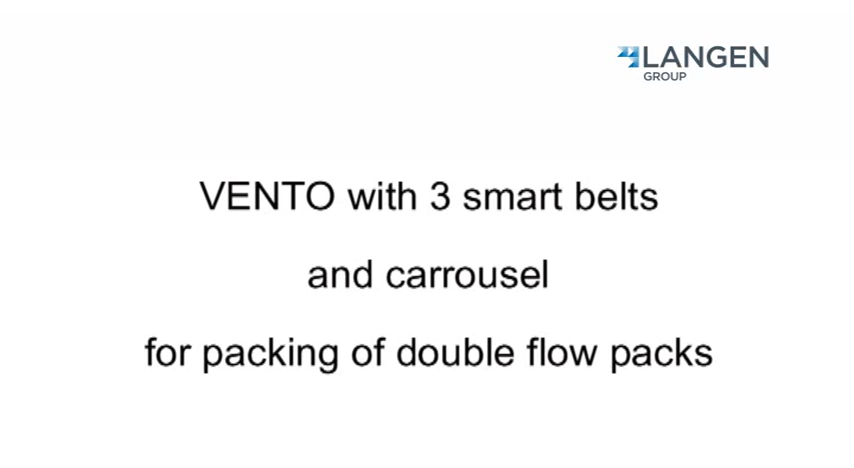 LANGEN
GROUP
VENTO with 3 smart belts
and carrousel
for packing of double flow packs